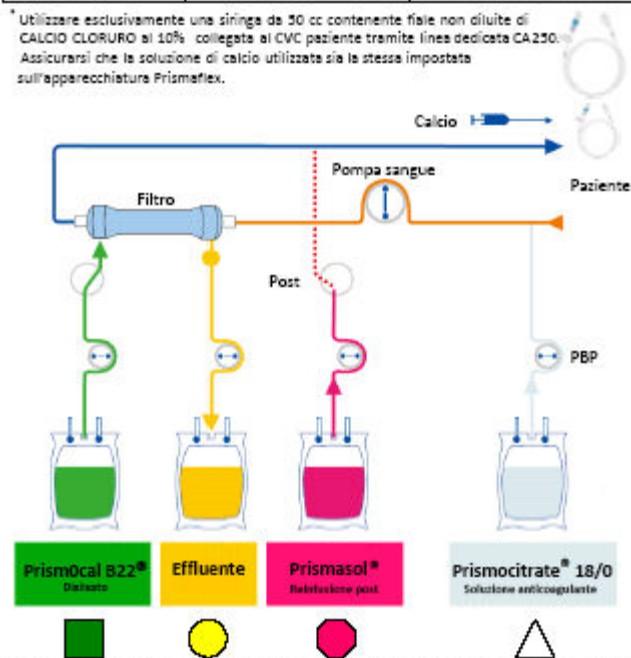 * Utilizzare esclusivamente una siringa da 50 cc contenente fiale non diluite di
CALCIO CLORURO al 10% collegata al CVC paziente tramite linea dedicata CA250.
Assicurarsi che la soluzione di calcio utilizzata sia la stessa impostata
sull'apparecchiatura Prismaflex.
Calcio
Pompa sangue
Paziente
Filtro
Post
PBP
Prism0cal B22®
Dialisato
Effluente
Prismasol®
Reinfusione post
Prismocitrate® 18/0
Soluzione anticoagulante